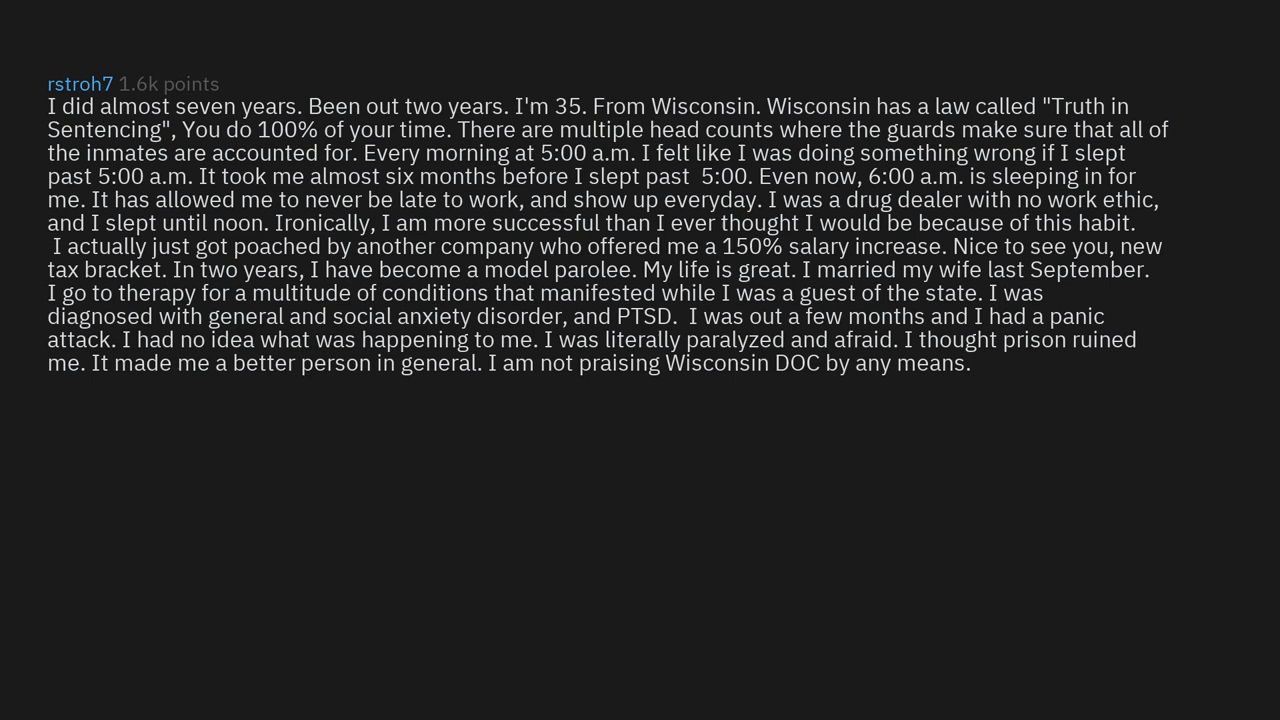 rstroh7 1.6k points
I did almost seven years. Been out two years. I'm 35. From Wisconsin. Wisconsin has a law called "Truth in
Sentencing", You do 100% of your time. There are multiple head counts where the guards make sure that all of
the inmates are accounted for. Every morning at 5:00 a.m. I felt like I was doing something wrong if I slept
past 5:00 a.m. It took me almost six months before I slept past  5:00. Even now, 6:00 a.m. is sleeping in for
me. It has allowed me to never be late to work, and show up everyday. I was a drug dealer with no work ethic,
and I slept until noon. Ironically, I am more successful than I ever thought I would be because of this habit.
I actually just got poached by another company who offered me a 150% salary increase. Nice to see you, new
tax bracket. In two years, I have become a model parolee. My life is great. I married my wife last September.
I go to therapy for a multitude of conditions that manifested while I was a guest of the state. I was
diagnosed with general and social anxiety disorder, and PTSD.  I was out a few months and I had a panic
attack. I had no idea what was happening to me. I was literally paralyzed and afraid. I thought prison ruined
me. It made me a better person in general. I am not praising Wisconsin DOC by any means.